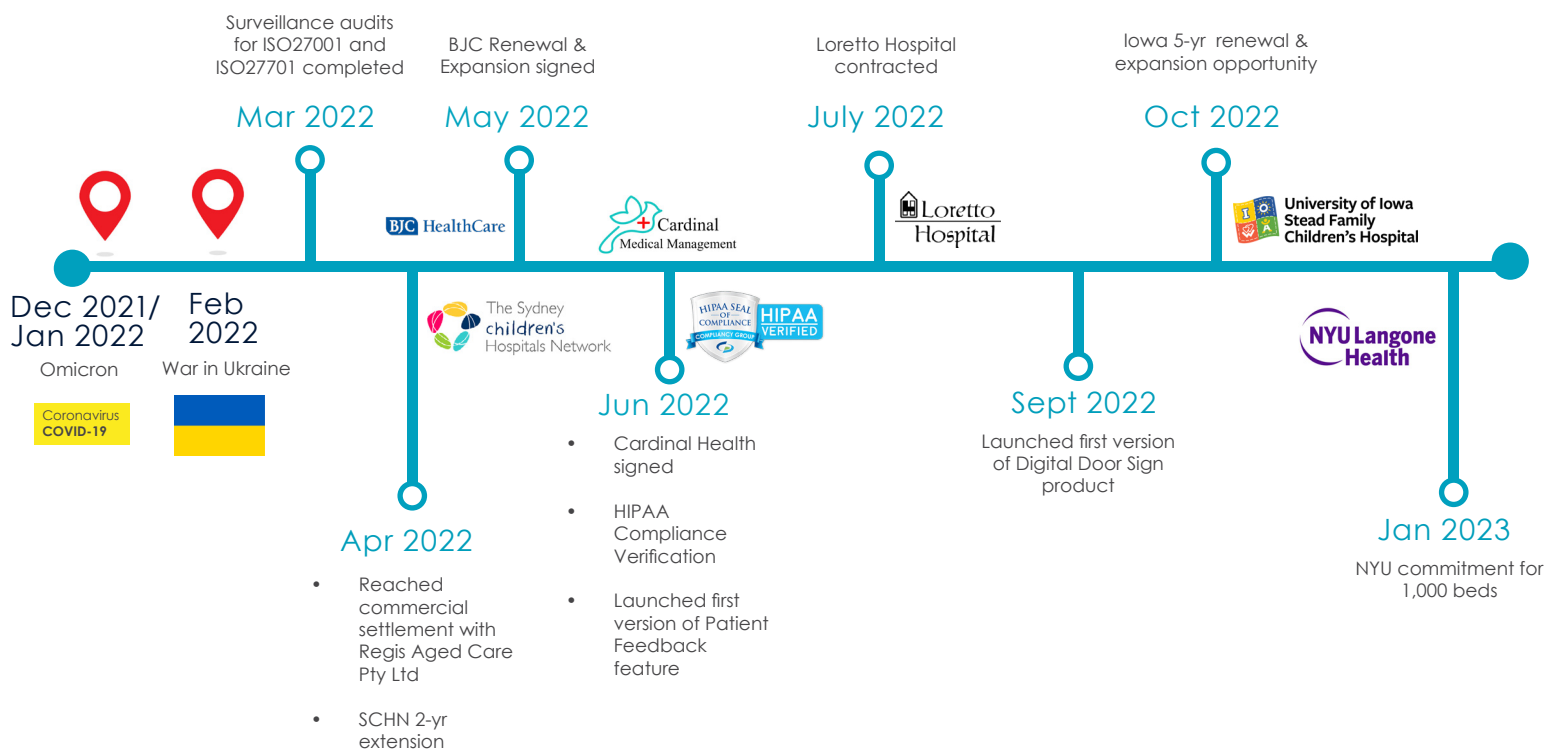 Surveillance audits
for ISO27001 and
ISO27701 completed
Mar 2022
BJC Renewal &
Expansion signed
May 2022
Loretto Hospital
contracted
July 2022
Iowa 5-yr renewal &
expansion opportunity
Oct 2022
BJC HealthCare
Cardinal
Medical Management
Loretto
Hospital
IOWA
University of Iowa
Stead Family
Children's Hospital
Dec 2021/
Jan 2022
Omicron
Coronavirus
COVID-19
Feb
2022
War in Ukraine
The Sydney
children's
Hospitals Network
HIPAA SEAL
OF
COMPLIANCE
COMPLIANCY GROUP
HIPAA
VERIFIED
NYU Langone
Health
Apr 2022
• Reached
commercial
settlement with
Regis Aged Care
Pty Ltd
• SCHN 2-yr
extension
Jun 2022
• Cardinal Health
signed
• HIPAA
Compliance
Verification
• Launched first
version of Patient
Feedback
feature
Sept 2022
Launched first version
of Digital Door Sign
product
Jan 2023
NYU commitment for
1,000 beds